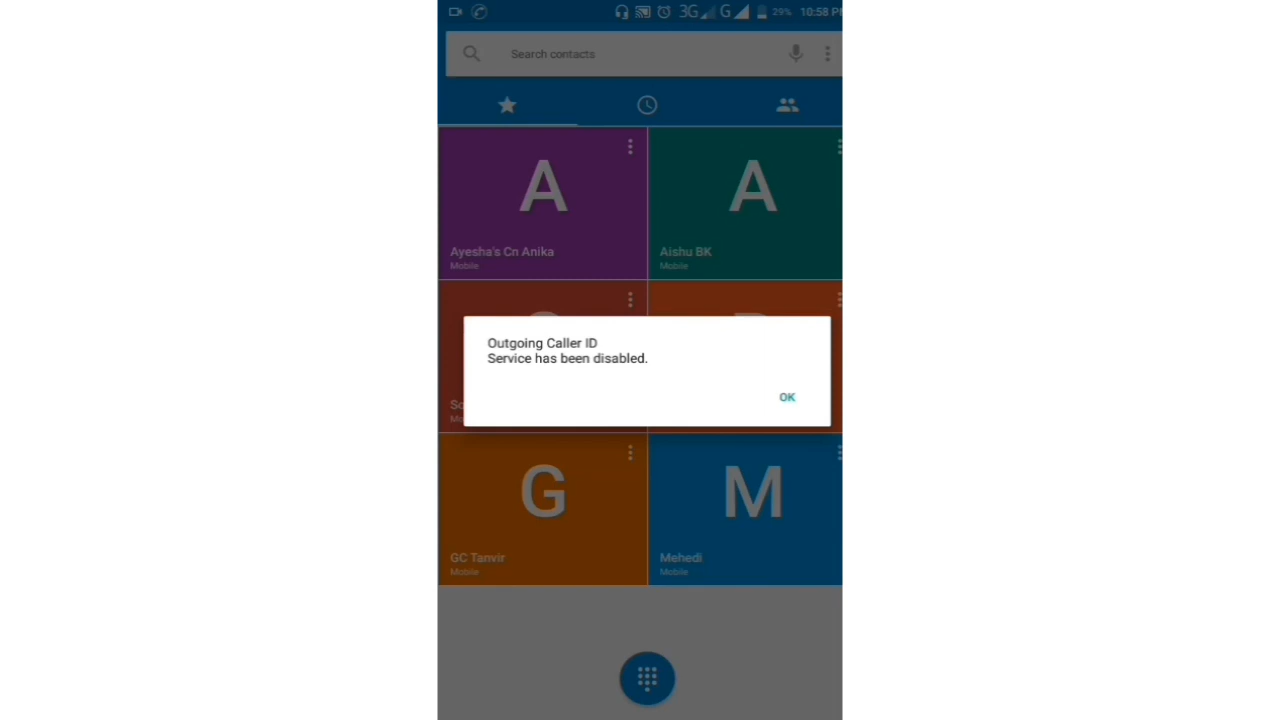 3G G 29% 10:58 P
Search contacts
A
A
Ayesha's Cn Anika
Mobile
Aishu BK
Mobile
Outgoing Caller ID
Service has been disabled.
OK
G
M
GC Tanvir
Mobile
Mehedi
Mobile